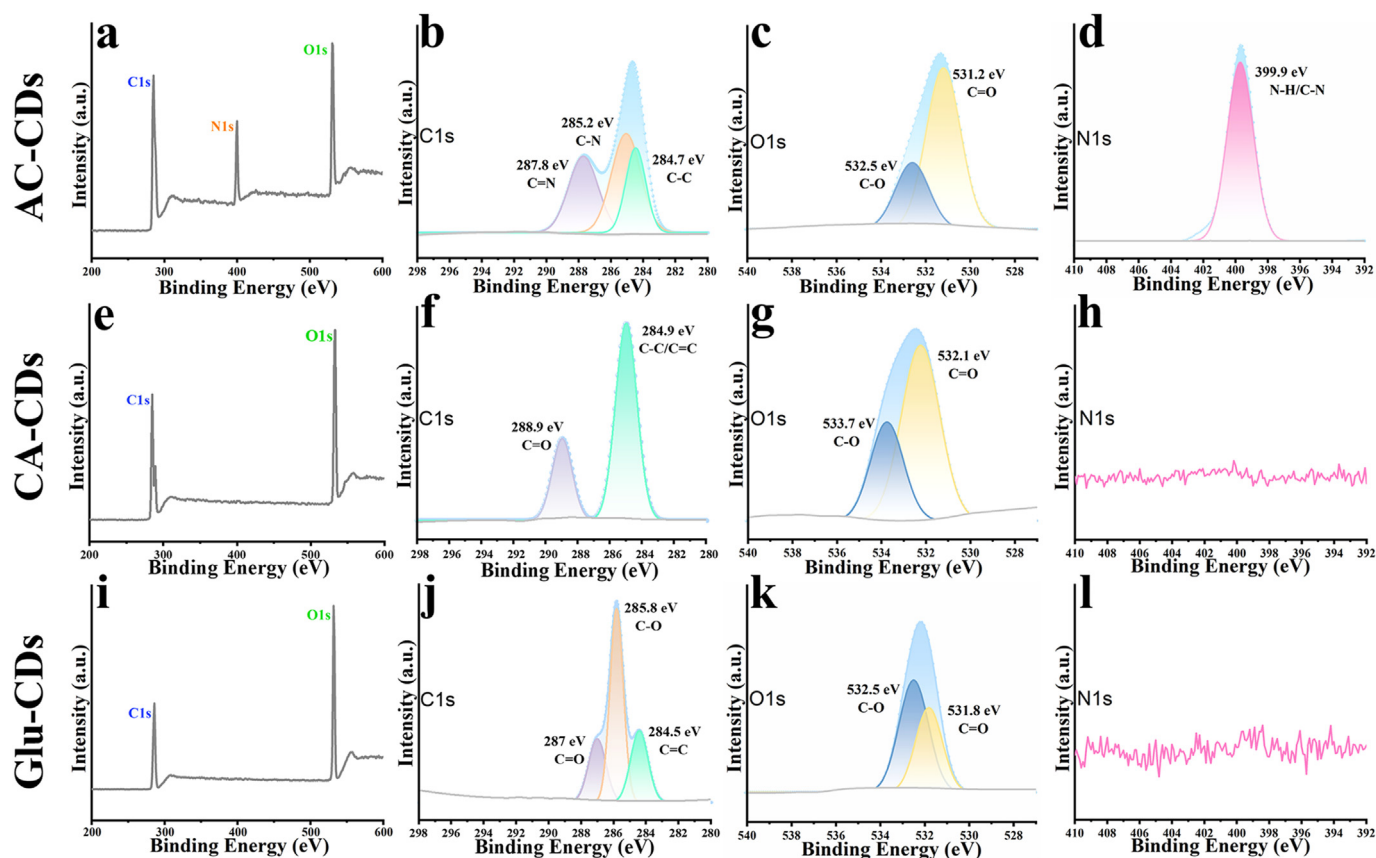 AC-CDs
a
C1s
N1s
O1s
Intensity (a.u.)
200 300 400 500 600
Binding Energy (eV)
b
C1s
287.8 eV
C=N
285.2 eV
C-N
284.7 eV
C-C
Intensity (a.u.)
298 296 294 292 290 288 286 284 282 280
Binding Energy (eV)
c
O1s
532.5 eV
C-O
531.2 eV
C=O
Intensity (a.u.)
540 538 536 534 532 530 528
Binding Energy (eV)
d
N1s
399.9 eV
N-H/C-N
Intensity (a.u.)
410 408 406 404 402 400 398 396 394 392
Binding Energy (eV)
CA-CDs
e
C1s
O1s
Intensity (a.u.)
200 300 400 500 600
Binding Energy (eV)
f
C1s
288.9 eV
C=O
284.9 eV
C-C/C=C
Intensity (a.u.)
298 296 294 292 290 288 286 284 282 280
Binding Energy (eV)
g
O1s
533.7 eV
C-O
532.1 eV
C=O
Intensity (a.u.)
540 538 536 534 532 530 528
Binding Energy (eV)
h
N1s
Intensity (a.u.)
410 408 406 404 402 400 398 396 394 392
Binding Energy (eV)
Glu-CDs
i
C1s
O1s
Intensity (a.u.)
200 300 400 500 600
Binding Energy (eV)
j
C1s
287 eV
C=O
285.8 eV
C-O
284.5 eV
C=C
Intensity (a.u.)
298 296 294 292 290 288 286 284 282 280
Binding Energy (eV)
k
O1s
532.5 eV
C-O
531.8 eV
C=O
Intensity (a.u.)
540 538 536 534 532 530 528
Binding Energy (eV)
l
N1s
Intensity (a.u.)
410 408 406 404 402 400 398 396 394 392
Binding Energy (eV)